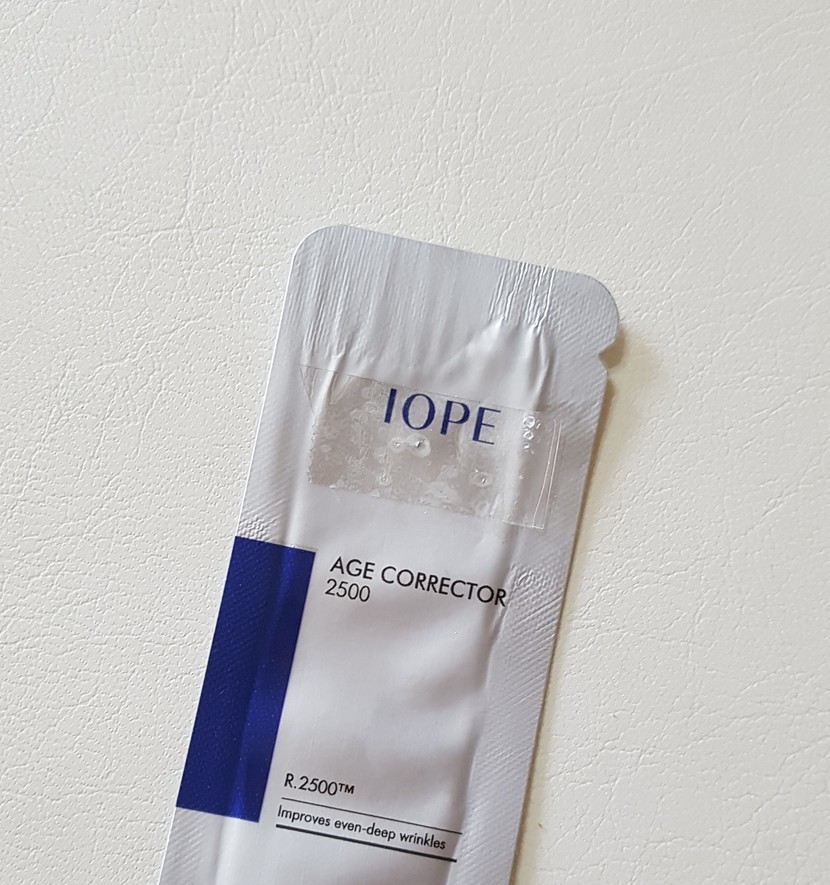 IOPE
AGE CORRECTOR
2500
R.2500™
Improves even-deep wrinkles